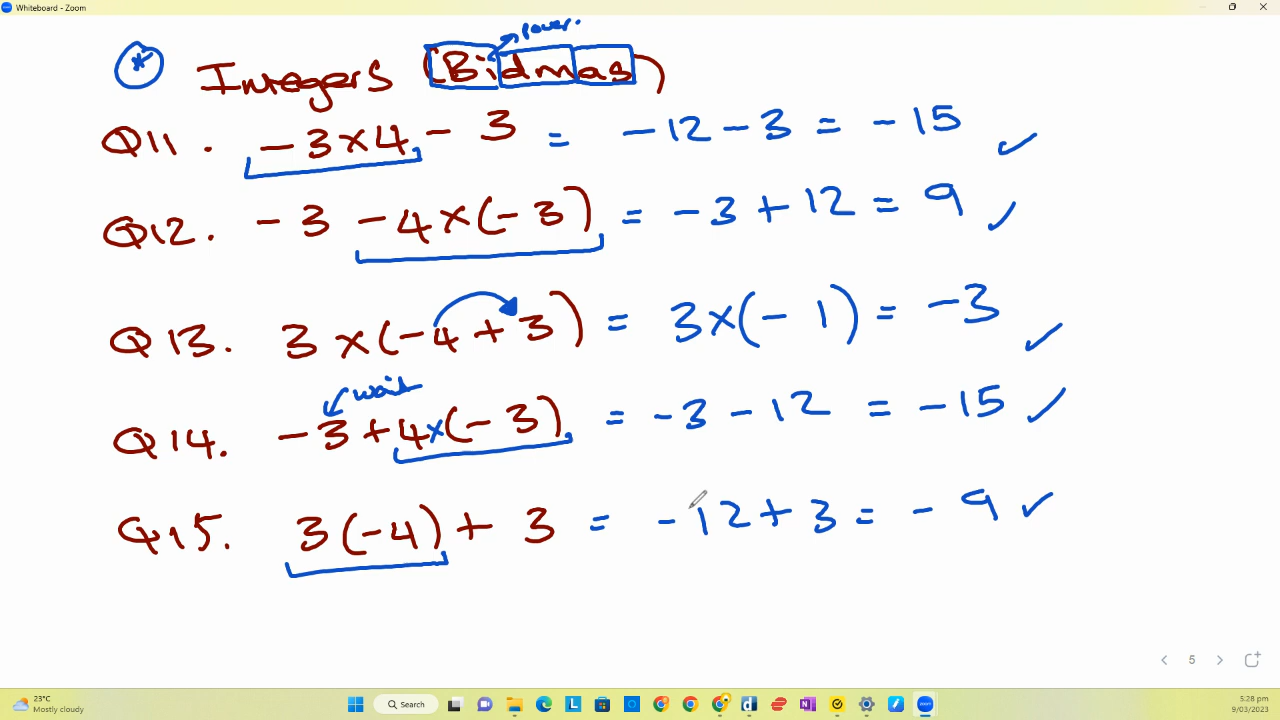 Whiteboard - Zoom
power.
* Integers (Bidmas)
Q11. -3×4 - 3 = -12 - 3 = -15 ✓
Q12. -3 -4×(-3) = -3 + 12 = 9 ✓
Q13. 3×(-4+3) = 3×(-1) = -3 ✓
wait
Q14. -3+4×(-3) = -3 - 12 = -15 ✓
Q15. 3(-4) + 3 = -12 + 3 = -9 ✓
5
23°C
Mostly cloudy
Search
5:28 pm
9/03/2023